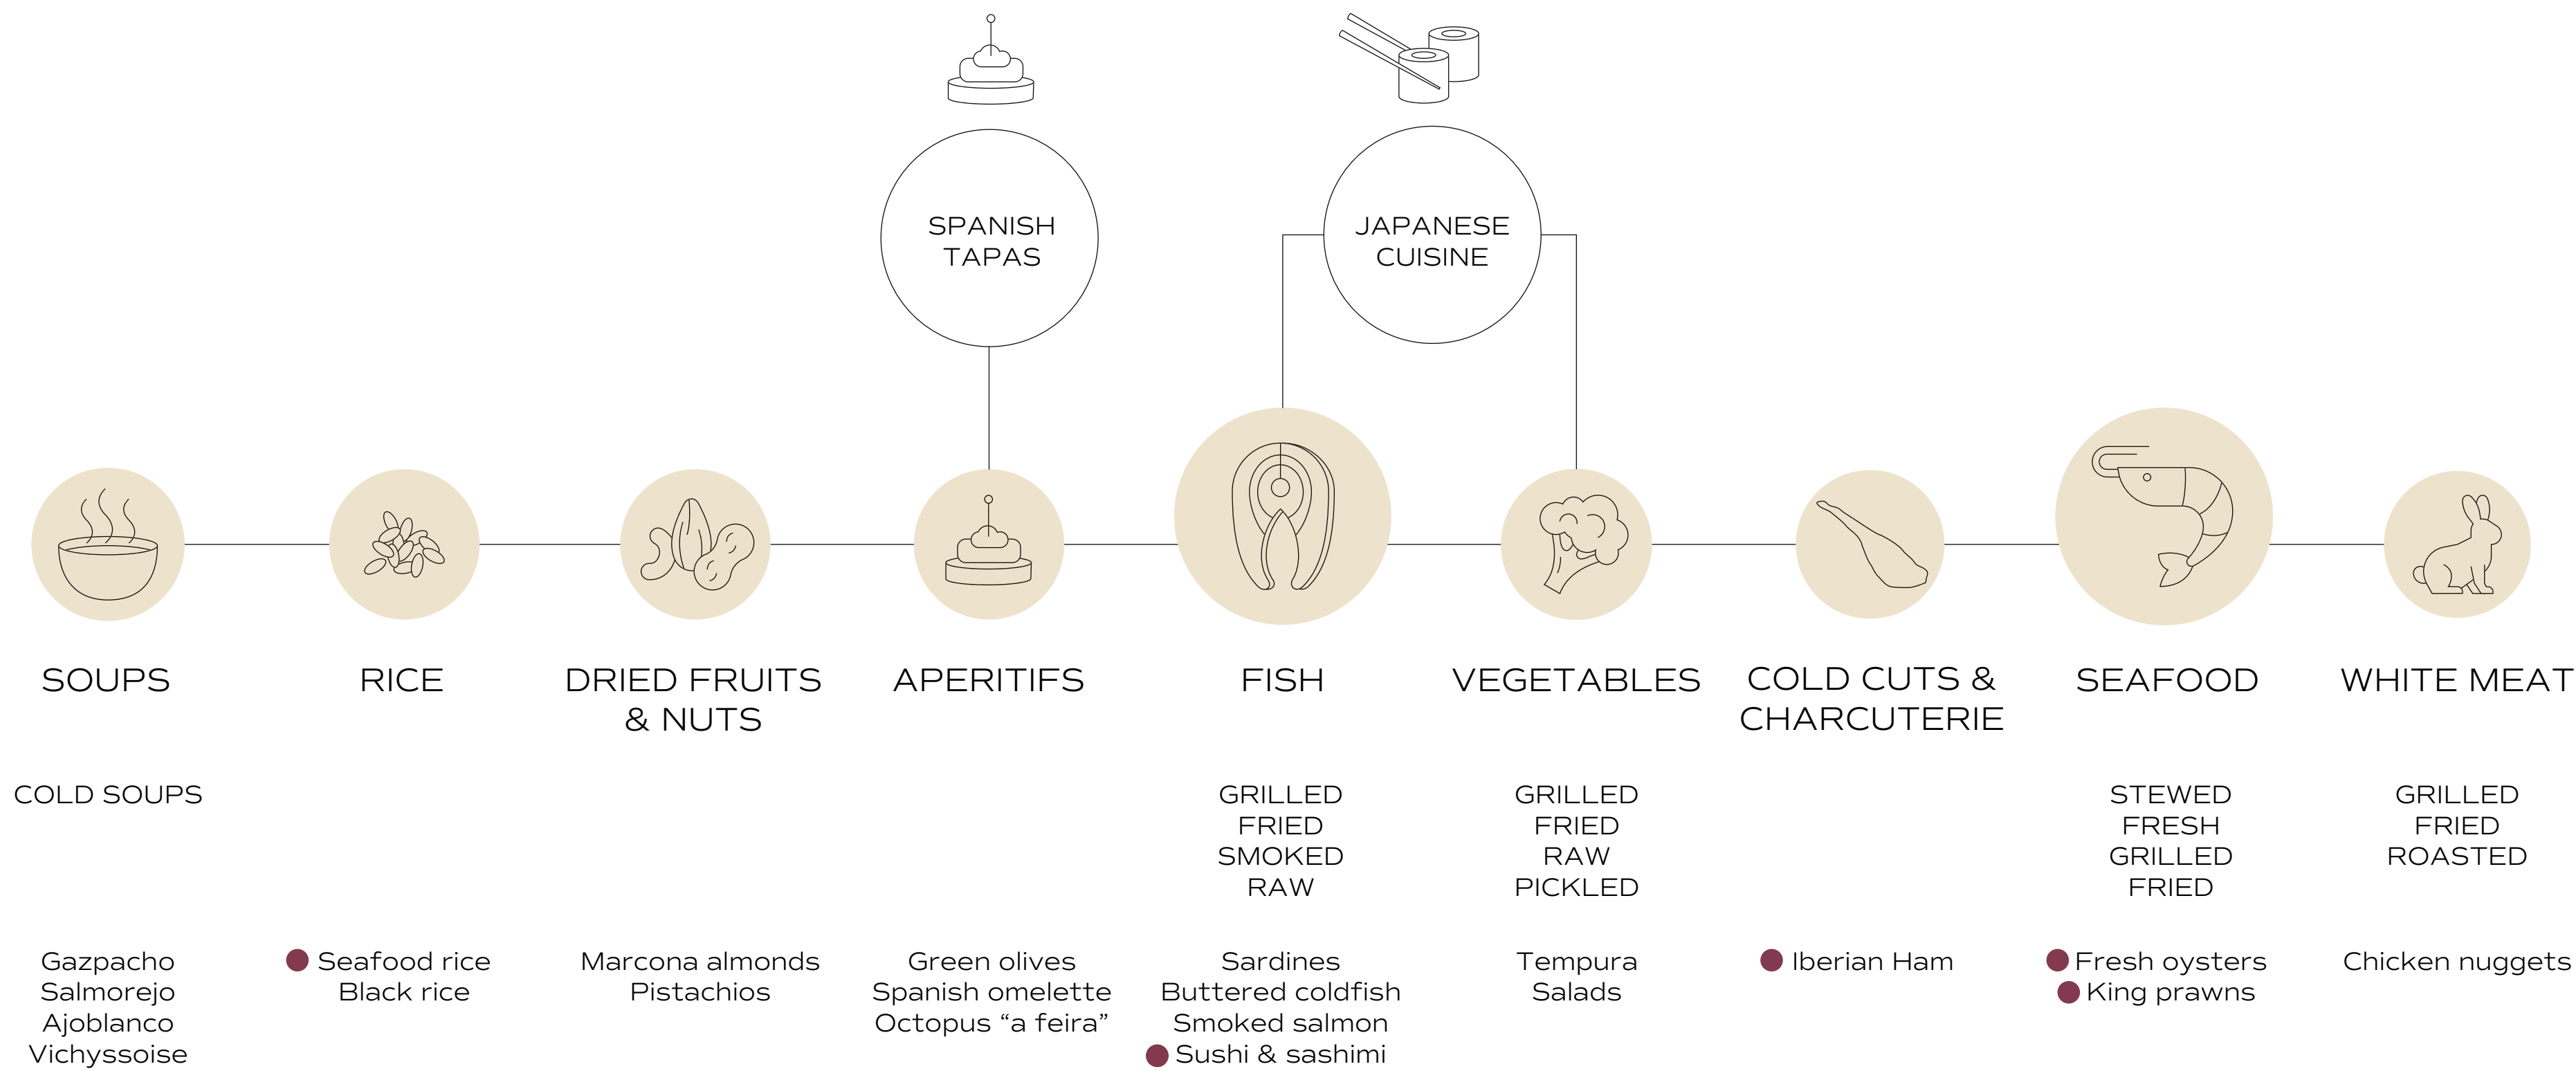 SPANISH
TAPAS
JAPANESE
CUISINE
SOUPS
COLD SOUPS
Gazpacho
Salmorejo
Ajoblanco
Vichyssoise
RICE
Seafood rice
Black rice
DRIED FRUITS
& NUTS
Marcona almonds
Pistachios
APERITIFS
Green olives
Spanish omelette
Octopus “a feira”
FISH
GRILLED
FRIED
SMOKED
RAW
Sardines
Buttered coldfish
Smoked salmon
Sushi & sashimi
VEGETABLES
GRILLED
FRIED
RAW
PICKLED
Tempura
Salads
COLD CUTS &
CHARCUTERIE
Iberian Ham
SEAFOOD
STEWED
FRESH
GRILLED
FRIED
Fresh oysters
King prawns
WHITE MEAT
GRILLED
FRIED
ROASTED
Chicken nuggets